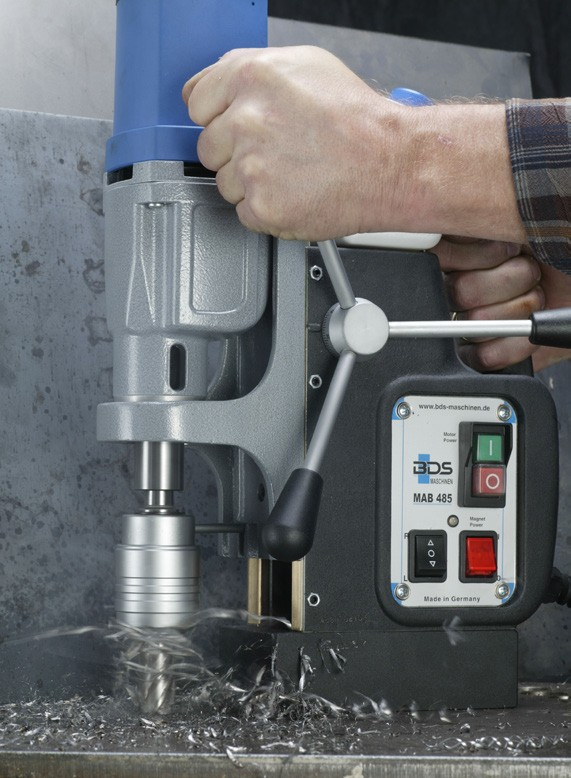 www.bds-maschinen.de
Motor
Power
I
BDS
MASCHINEN
O
MAB 485
Magnet
Power
R
O
L
Made in Germany